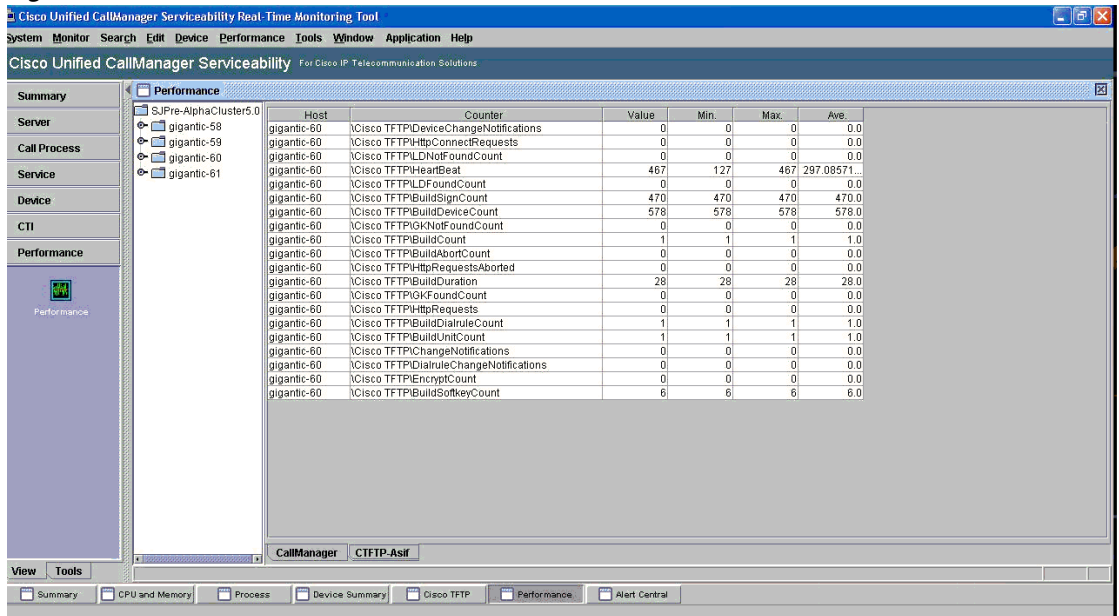 Cisco Unified CallManager Serviceability Real-Time Monitoring Tool
System Monitor Search Edit Device Performance Tools Window Application Help
Cisco Unified CallManager Serviceability For Cisco IP Telecommunication Solutions
Summary
Server
Call Process
Service
Device
CTI
Performance
Performance
Performance
SJPre-AlphaCluster5.0
gigantic-58
gigantic-59
gigantic-60
gigantic-61
Host Counter Value Min. Max. Ave.
gigantic-60 \Cisco TFTP\DeviceChangeNotifications 0 0 0 0.0
gigantic-60 \Cisco TFTP\HttpConnectRequests 0 0 0 0.0
gigantic-60 \Cisco TFTP\LDNotFoundCount 0 0 0 0.0
gigantic-60 \Cisco TFTP\HeartBeat 467 127 467 297.08571...
gigantic-60 \Cisco TFTP\LDFoundCount 0 0 0 0.0
gigantic-60 \Cisco TFTP\BuildSignCount 470 470 470 470.0
gigantic-60 \Cisco TFTP\BuildDeviceCount 578 578 578 578.0
gigantic-60 \Cisco TFTP\GKNotFoundCount 0 0 0 0.0
gigantic-60 \Cisco TFTP\BuildCount 1 1 1 1.0
gigantic-60 \Cisco TFTP\BuildAbortCount 0 0 0 0.0
gigantic-60 \Cisco TFTP\HttpRequestsAborted 0 0 0 0.0
gigantic-60 \Cisco TFTP\BuildDuration 28 28 28 28.0
gigantic-60 \Cisco TFTP\GKFoundCount 0 0 0 0.0
gigantic-60 \Cisco TFTP\HttpRequests 0 0 0 0.0
gigantic-60 \Cisco TFTP\BuildDialruleCount 1 1 1 1.0
gigantic-60 \Cisco TFTP\BuildUnitCount 1 1 1 1.0
gigantic-60 \Cisco TFTP\ChangeNotifications 0 0 0 0.0
gigantic-60 \Cisco TFTP\DialruleChangeNotifications 0 0 0 0.0
gigantic-60 \Cisco TFTP\EncryptCount 0 0 0 0.0
gigantic-60 \Cisco TFTP\BuildSoftkeyCount 6 6 6 6.0
CallManager CTFTP-Asif
View Tools
Summary CPU and Memory Process Device Summary Cisco TFTP Performance Alert Central